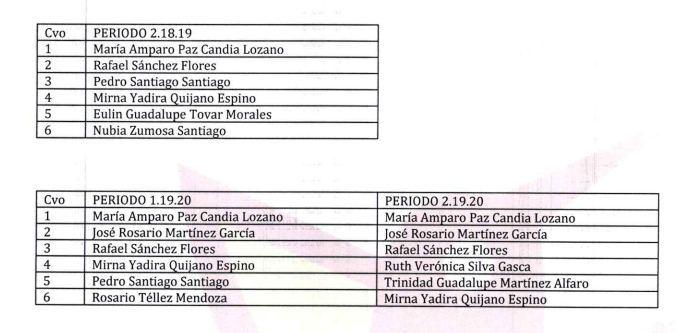 Cvo PERIODO 2.18.19
1 María Amparo Paz Candia Lozano
2 Rafael Sánchez Flores
3 Pedro Santiago Santiago
4 Mirna Yadira Quijano Espino
5 Eulin Guadalupe Tovar Morales
6 Nubia Zumosa Santiago
Cvo PERIODO 1.19.20 PERIODO 2.19.20
1 María Amparo Paz Candia Lozano María Amparo Paz Candia Lozano
2 José Rosario Martínez García José Rosario Martínez García
3 Rafael Sánchez Flores Rafael Sánchez Flores
4 Mirna Yadira Quijano Espino Ruth Verónica Silva Gasca
5 Pedro Santiago Santiago Trinidad Guadalupe Martínez Alfaro
6 Rosario Téllez Mendoza Mirna Yadira Quijano Espino